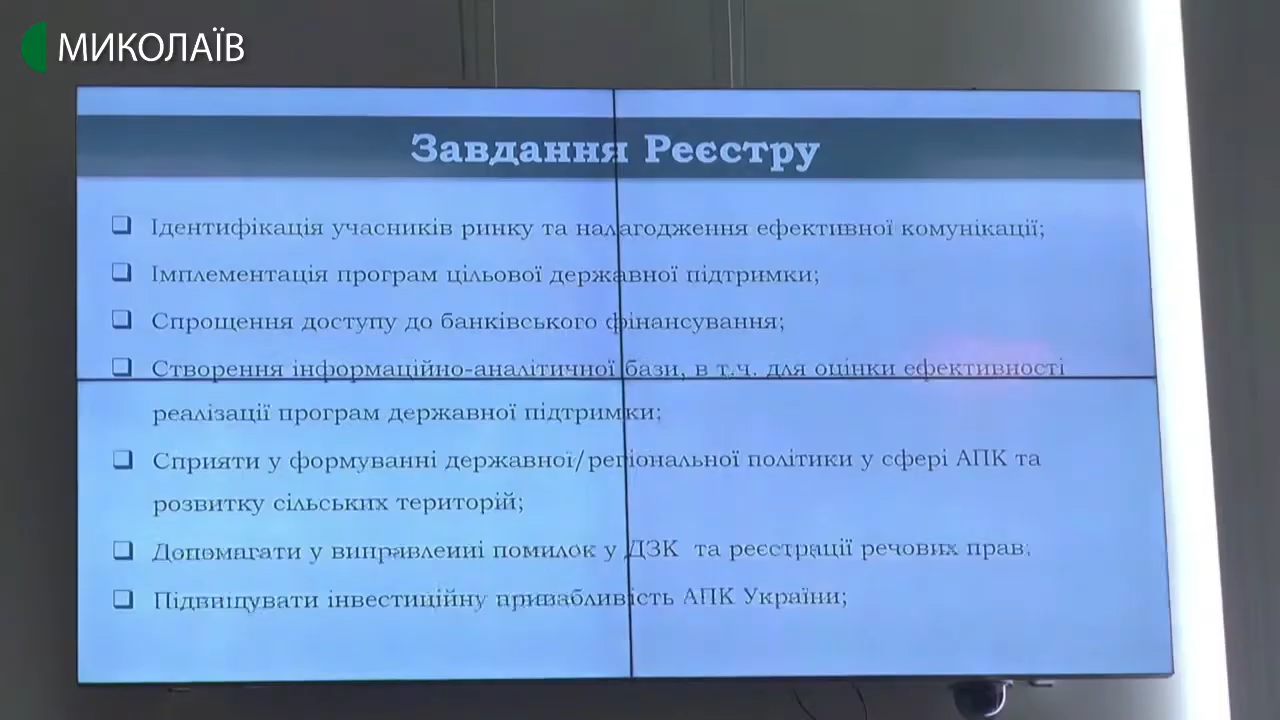 МИКОЛАЇВ
Завдання Реєстру
Ідентифікація учасників ринку та налагодження ефективної комунікації;
Імплементація програм цільової державної підтримки;
Спрощення доступу до банківського фінансування;
Створення інформаційно-аналітичної бази, в т.ч. для оцінки ефективності
реалізації програм державної підтримки;
Сприяти у формуванні державної/регіональної політики у сфері АПК та
розвитку сільських територій;
Допомагати у виправленні помилок у ДЗК та реєстрації речових прав;
Підвищувати інвестиційну привабливість АПК України;